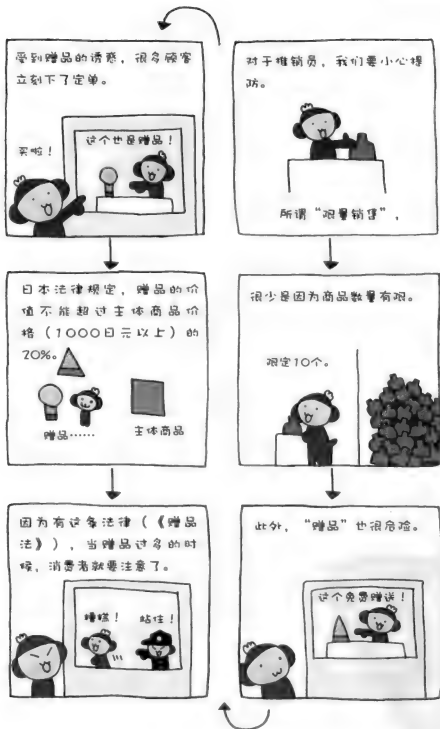 对于推销员，我们要小心提
防。
所谓“限量销售”，
很少是因为商品数量有限。
限定10个。
此外，“赠品”也很危险。
这个免费赠送！
受到赠品的诱惑，很多顾客
立刻下了定单。
这个也是赠品！
买啦！
日本法律规定，赠品的价
值不能超过主体商品价
格（1000日元以上）的
20%。
赠品……
主体商品
因为有这条法律（《赠品
法》），当赠品过多的时
候，消费者就要注意了。
糟糕！
站住！